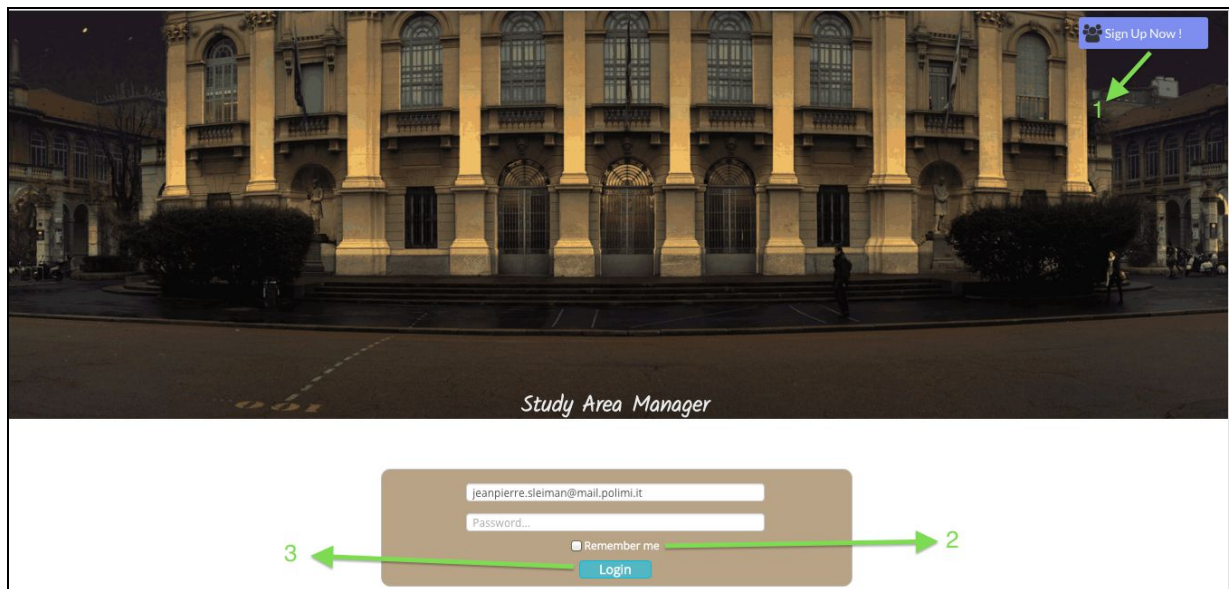 Sign Up Now !
1
Study Area Manager
jeanpierre.sleiman@mail.polimi.it
Password...
Remember me
2
3
Login